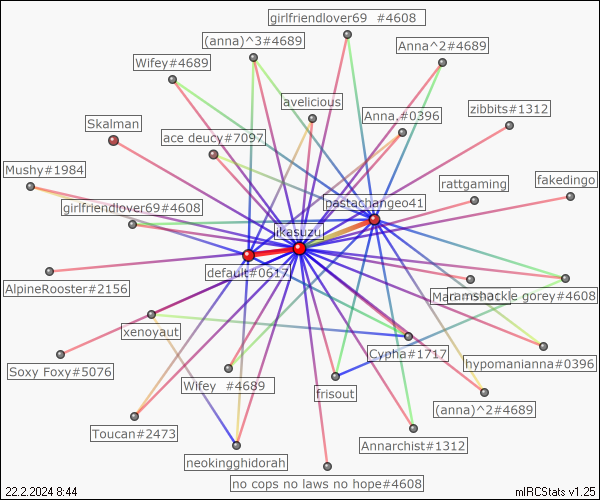 girlfriendlover69 #4608
(anna)^3#4689
Anna^2#4689
Wifey#4689
avelicious
zibbits#1312
Anna.#0396
Skalman
ace deucy#7097
Mushy#1984
rattgaming
fakedingo
pastachangeo41
girlfriendlover69#4608
ikasuzu
default#0617
AlpineRooster#2156
ramshackle gorey#4608
xenoyaut
Cypha#1717
hypomanianna#0396
Soxy Foxy#5076
Wifey #4689
frisout
(anna)^2#4689
Toucan#2473
Annarchist#1312
neokingghidorah
no cops no laws no hope#4608
22.2.2024 8:44
mIRCStats v1.25